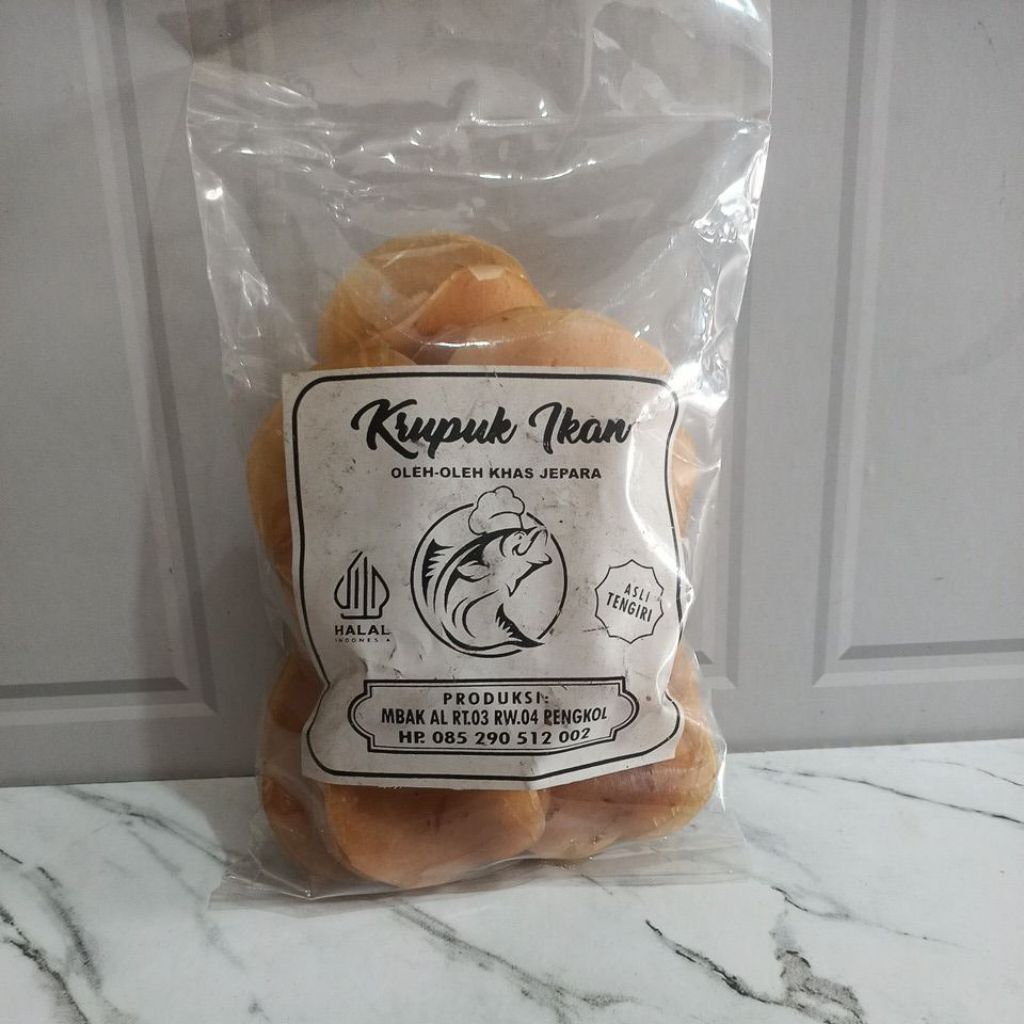 Krupuk Ikan
OLEH-OLEH KHAS JEPARA
HALAL
INDONESIA
ASLI
TENGIRI
PRODUKSI:
MBAK AL RT.03 RW.04 PENGKOL
HP. 085 290 512 002